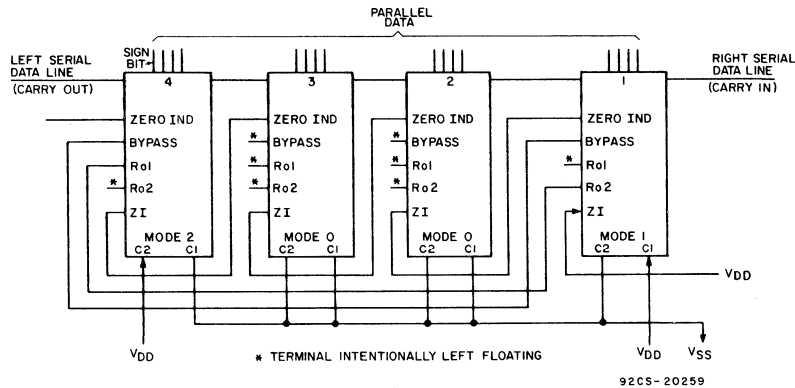 PARALLEL
DATA
LEFT SERIAL
DATA LINE
(CARRY OUT)
SIGN
BIT
RIGHT SERIAL
DATA LINE
(CARRY IN)
4
3
2
1
ZERO IND
BYPASS
Ro1
* Ro2
ZI
MODE 2
C2 C1
ZERO IND
* BYPASS
* Ro1
* Ro2
ZI
MODE 0
C2 C1
ZERO IND
* BYPASS
* Ro1
* Ro2
ZI
MODE 0
C2 C1
ZERO IND
BYPASS
* Ro1
Ro2
ZI
MODE 1
C2 C1
VDD
VDD
* TERMINAL INTENTIONALLY LEFT FLOATING
VDD
VSS
92CS-20259